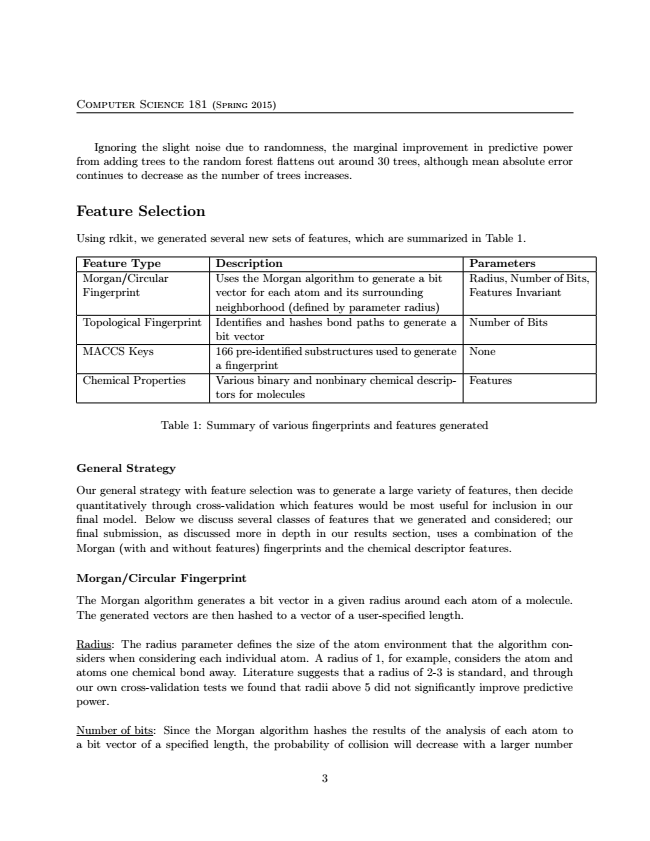 COMPUTER SCIENCE 181 (SPRING 2015)
Ignoring the slight noise due to randomness, the marginal improvement in predictive power
from adding trees to the random forest flattens out around 30 trees, although mean absolute error
continues to decrease as the number of trees increases.
Feature Selection
Using rdkit, we generated several new sets of features, which are summarized in Table 1.
Feature Type Description Parameters
Morgan/Circular Uses the Morgan algorithm to generate a bit Radius, Number of Bits,
Fingerprint vector for each atom and its surrounding Features Invariant
neighborhood (defined by parameter radius)
Topological Fingerprint Identifies and hashes bond paths to generate a Number of Bits
bit vector
MACCS Keys 166 pre-identified substructures used to generate None
a fingerprint
Chemical Properties Various binary and nonbinary chemical descrip- Features
tors for molecules
Table 1: Summary of various fingerprints and features generated
General Strategy
Our general strategy with feature selection was to generate a large variety of features, then decide
quantitatively through cross-validation which features would be most useful for inclusion in our
final model. Below we discuss several classes of features that we generated and considered; our
final submission, as discussed more in depth in our results section, uses a combination of the
Morgan (with and without features) fingerprints and the chemical descriptor features.
Morgan/Circular Fingerprint
The Morgan algorithm generates a bit vector in a given radius around each atom of a molecule.
The generated vectors are then hashed to a vector of a user-specified length.
Radius: The radius parameter defines the size of the atom environment that the algorithm con-
siders when considering each individual atom. A radius of 1, for example, considers the atom and
atoms one chemical bond away. Literature suggests that a radius of 2-3 is standard, and through
our own cross-validation tests we found that radii above 5 did not significantly improve predictive
power.
Number of bits: Since the Morgan algorithm hashes the results of the analysis of each atom to
a bit vector of a specified length, the probability of collision will decrease with a larger number
3